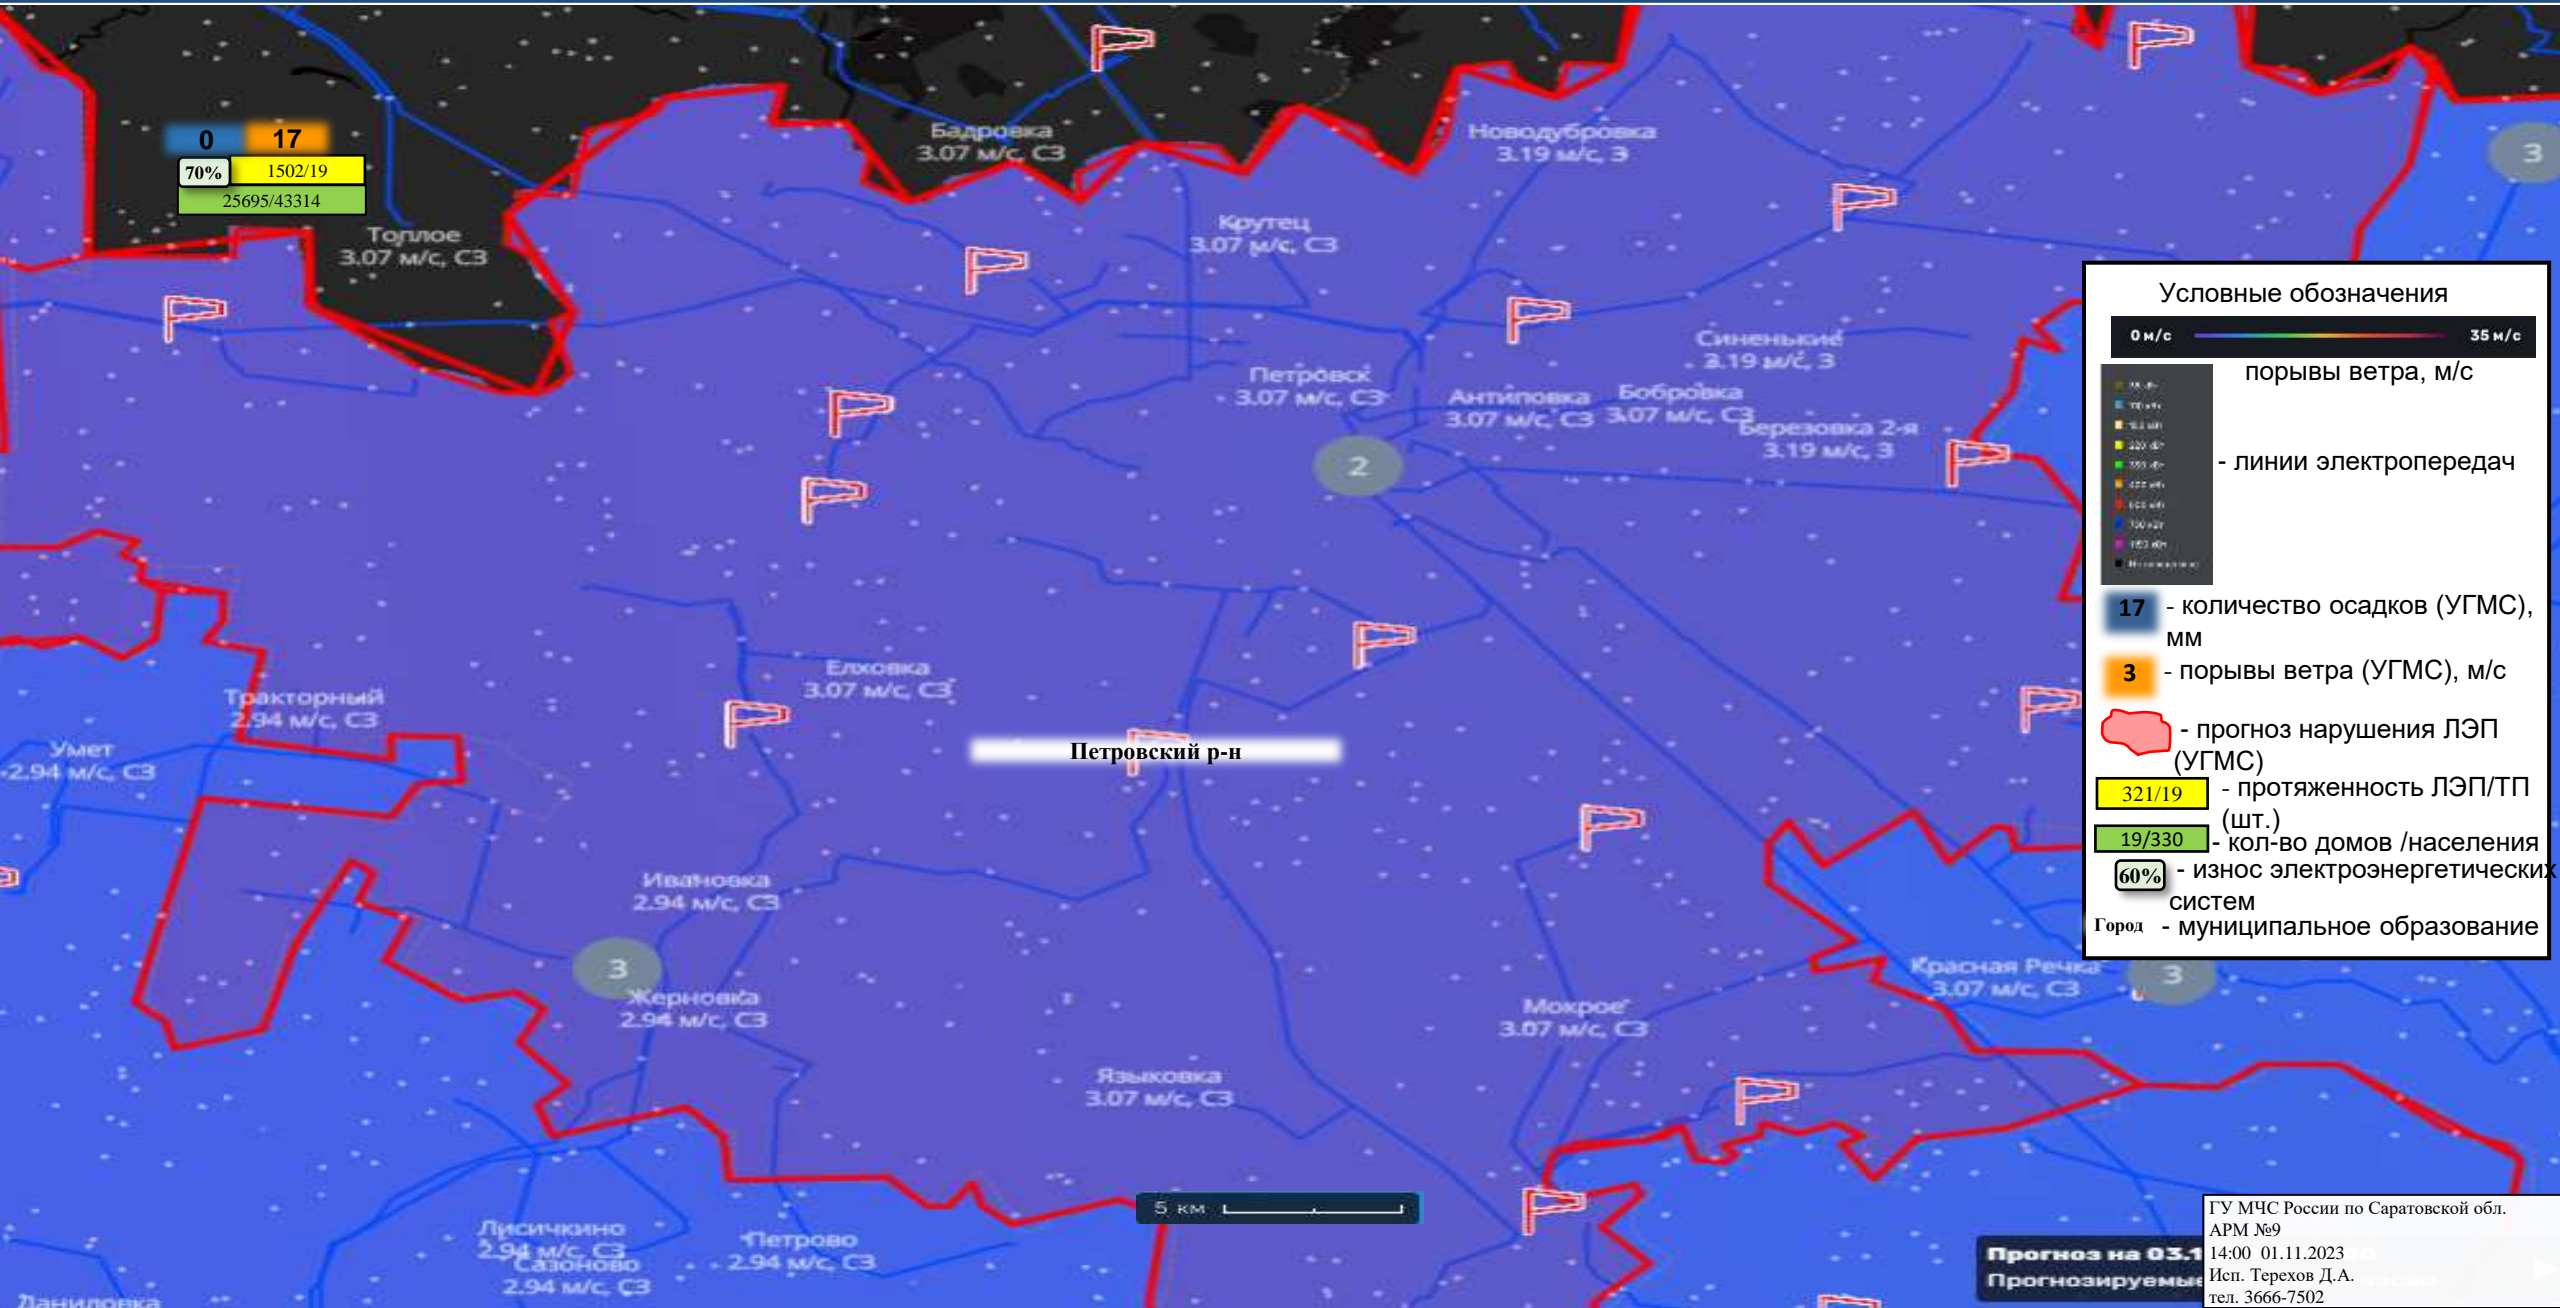 0 17
70% 1502/19
25695/43314
Топлое
3.07 м/с, СЗ
Бадровка
3.07 м/с, СЗ
Новодубровка
3.19 м/с, З
3
Крутец
3.07 м/с, СЗ
Синенькие
3.19 м/с, З
Петровск
3.07 м/с, СЗ
Антиповка
3.07 м/с, СЗ
Бобровка
3.07 м/с, СЗ
Березовка 2-я
3.19 м/с, З
2
Елховка
3.07 м/с, СЗ
Тракторный
2.94 м/с, СЗ
Умет
2.94 м/с, СЗ
Петровский р-н
Ивановка
2.94 м/с, СЗ
3
Жерновка
2.94 м/с, СЗ
Мокрое
3.07 м/с, СЗ
Красная Речка
3.07 м/с, СЗ
3
Языковка
3.07 м/с, СЗ
Лисичкино
2.94 м/с, СЗ
Сазоново
2.94 м/с, СЗ
Петрово
2.94 м/с, СЗ
Даниловка
5 км
Условные обозначения
0 м/с 35 м/с
порывы ветра, м/с
- линии электропередач
17 - количество осадков (УГМС),
мм
3 - порывы ветра (УГМС), м/с
- прогноз нарушения ЛЭП
(УГМС)
321/19 - протяженность ЛЭП/ТП
(шт.)
19/330 - кол-во домов /населения
60% - износ электроэнергетических
систем
Город - муниципальное образование
Прогноз на 03.1
Прогнозируемые
ГУ МЧС России по Саратовской обл.
АРМ №9
14:00 01.11.2023
Исп. Терехов Д.А.
тел. 3666-7502